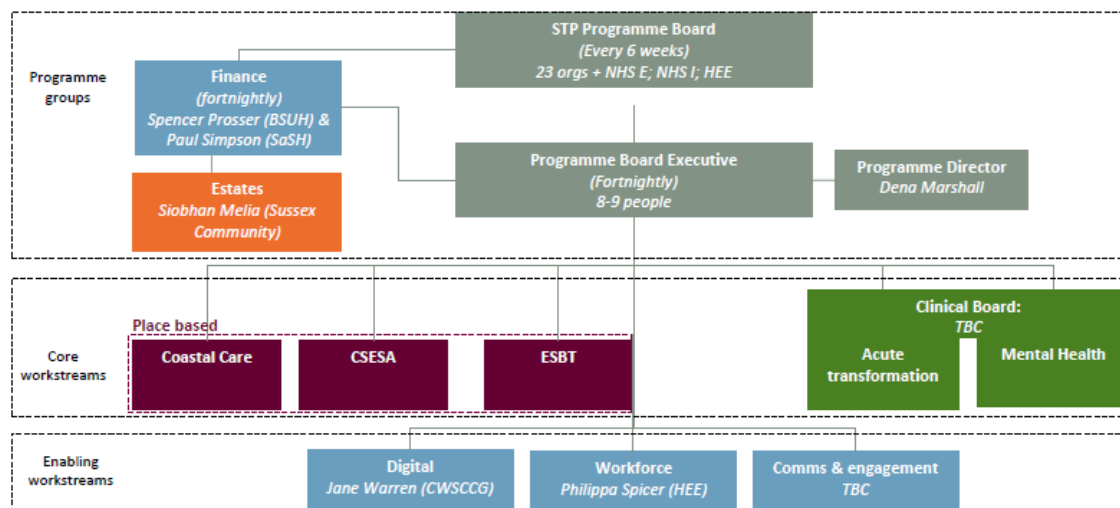 STP Programme Board
(Every 6 weeks)
23 orgs + NHS E; NHS I; HEE
Programme
groups
Finance
(fortnightly)
Spencer Prosser (BSUH) &
Paul Simpson (SaSH)
Programme Board Executive
(Fortnightly)
8-9 people
Programme Director
Dena Marshall
Estates
Siobhan Melia (Sussex
Community)
Core
workstreams
Place based
Coastal Care
CSESA
ESBT
Clinical Board:
TBC
Acute
transformation
Mental Health
Enabling
workstreams
Digital
Jane Warren (CWSCCG)
Workforce
Philippa Spicer (HEE)
Comms & engagement
TBC